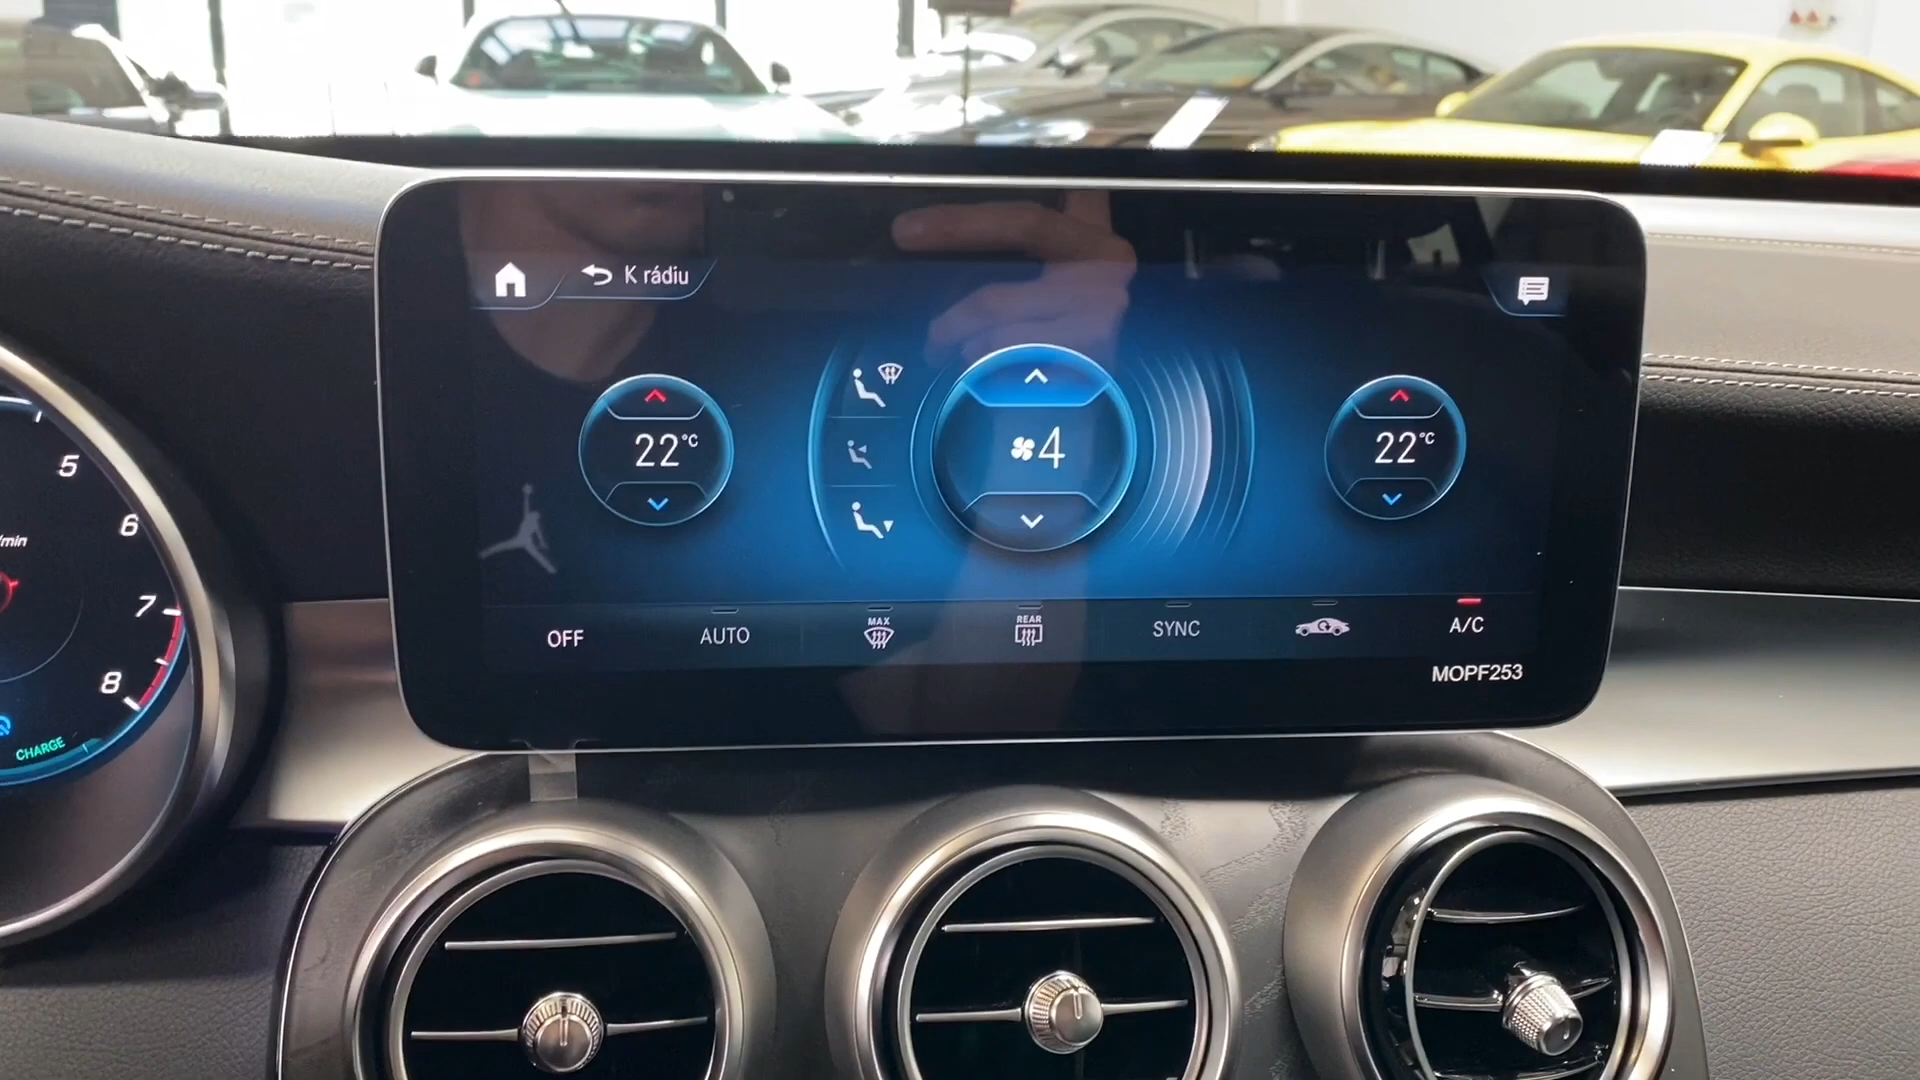 K rádiu
22°C
4
22°C
OFF
AUTO
MAX
REAR
SYNC
A/C
MOPF253
5
6
/min
7
8
CHARGE